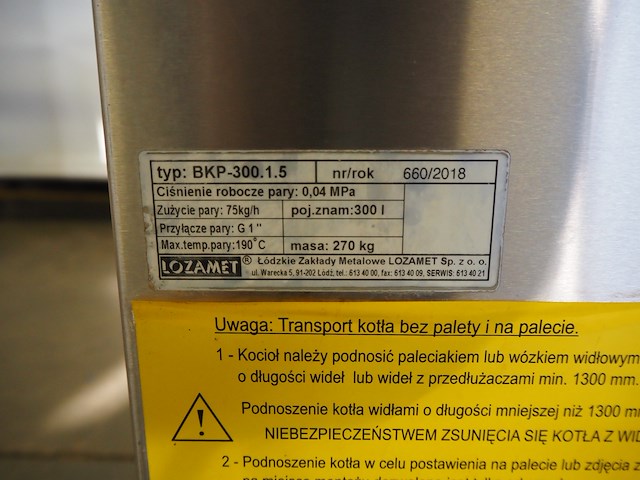 typ: BKP-300.1.5 nr/rok 660/2018
Ciśnienie robocze pary: 0,04 MPa
Zużycie pary: 75kg/h poj.znam:300 l
Przyłącze pary: G 1"
Max.temp.pary:190°C masa: 270 kg
LOZAMET ® Łódzkie Zakłady Metalowe LOZAMET Sp. z o. o.
ul. Warecka 5, 91-202 Łódź, tel.: 613 40 00, fax: 613 40 09, SERWIS: 613 40 21
Uwaga: Transport kotła bez palety i na palecie.
1 - Kocioł należy podnosić paleciakiem lub wózkiem widłowym
o długości wideł lub wideł z przedłużaczami min. 1300 mm.
Podnoszenie kotła widłami o długości mniejszej niż 1300 mm
NIEBEZPIECZEŃSTWEM ZSUNIĘCIA SIĘ KOTŁA Z WI
2 - Podnoszenie kotła w celu postawienia na palecie lub zdjęcia z